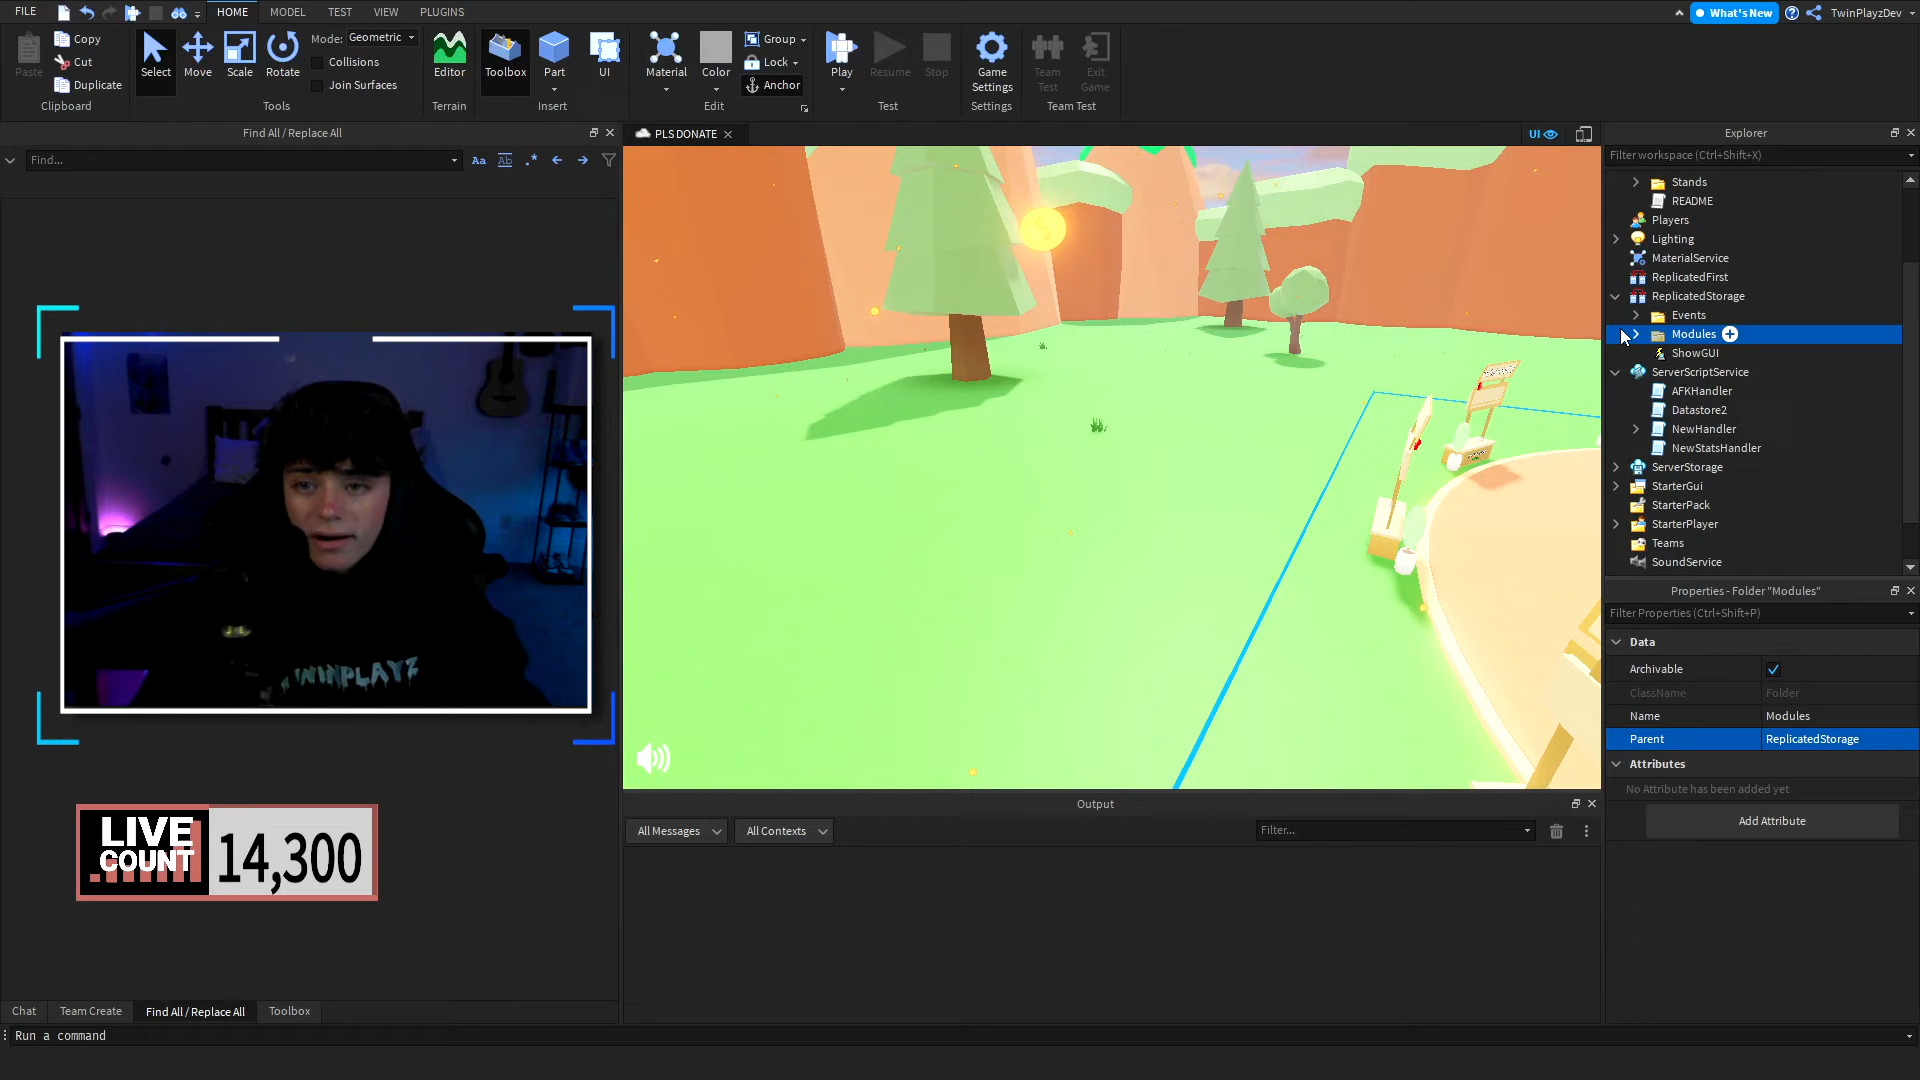 FILE HOME MODEL TEST VIEW PLUGINS What's New TwinPlayzDev
Paste Copy Cut Duplicate
Select Move Scale Rotate
Mode: Geometric
Collisions
Join Surfaces
Editor
Toolbox Part UI
Material Color Group Lock Anchor
Play Resume Stop
Game Settings
Team Test
Exit Game
Clipboard Tools Terrain Insert Edit Test Settings Team Test
Find All / Replace All
Find...
Aa Ab .*
PLS DONATE
UI
TWINPLAYZ
LIVE COUNT 14,300
Output
All Messages All Contexts Filter...
Explorer
Filter workspace (Ctrl+Shift+X)
Stands
README
Players
Lighting
MaterialService
ReplicatedFirst
ReplicatedStorage
Events
Modules
ShowGUI
ServerScriptService
AFKHandler
Datastore2
NewHandler
NewStatsHandler
ServerStorage
StarterGui
StarterPack
StarterPlayer
Teams
SoundService
Properties - Folder "Modules"
Filter Properties (Ctrl+Shift+P)
Data
Archivable
ClassName Folder
Name Modules
Parent ReplicatedStorage
Attributes
No Attribute has been added yet
Add Attribute
Chat Team Create Find All / Replace All Toolbox
Run a command